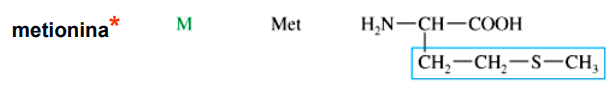 metionina* M Met H₂N—CH—COOH
CH₂—CH₂—S—CH₃